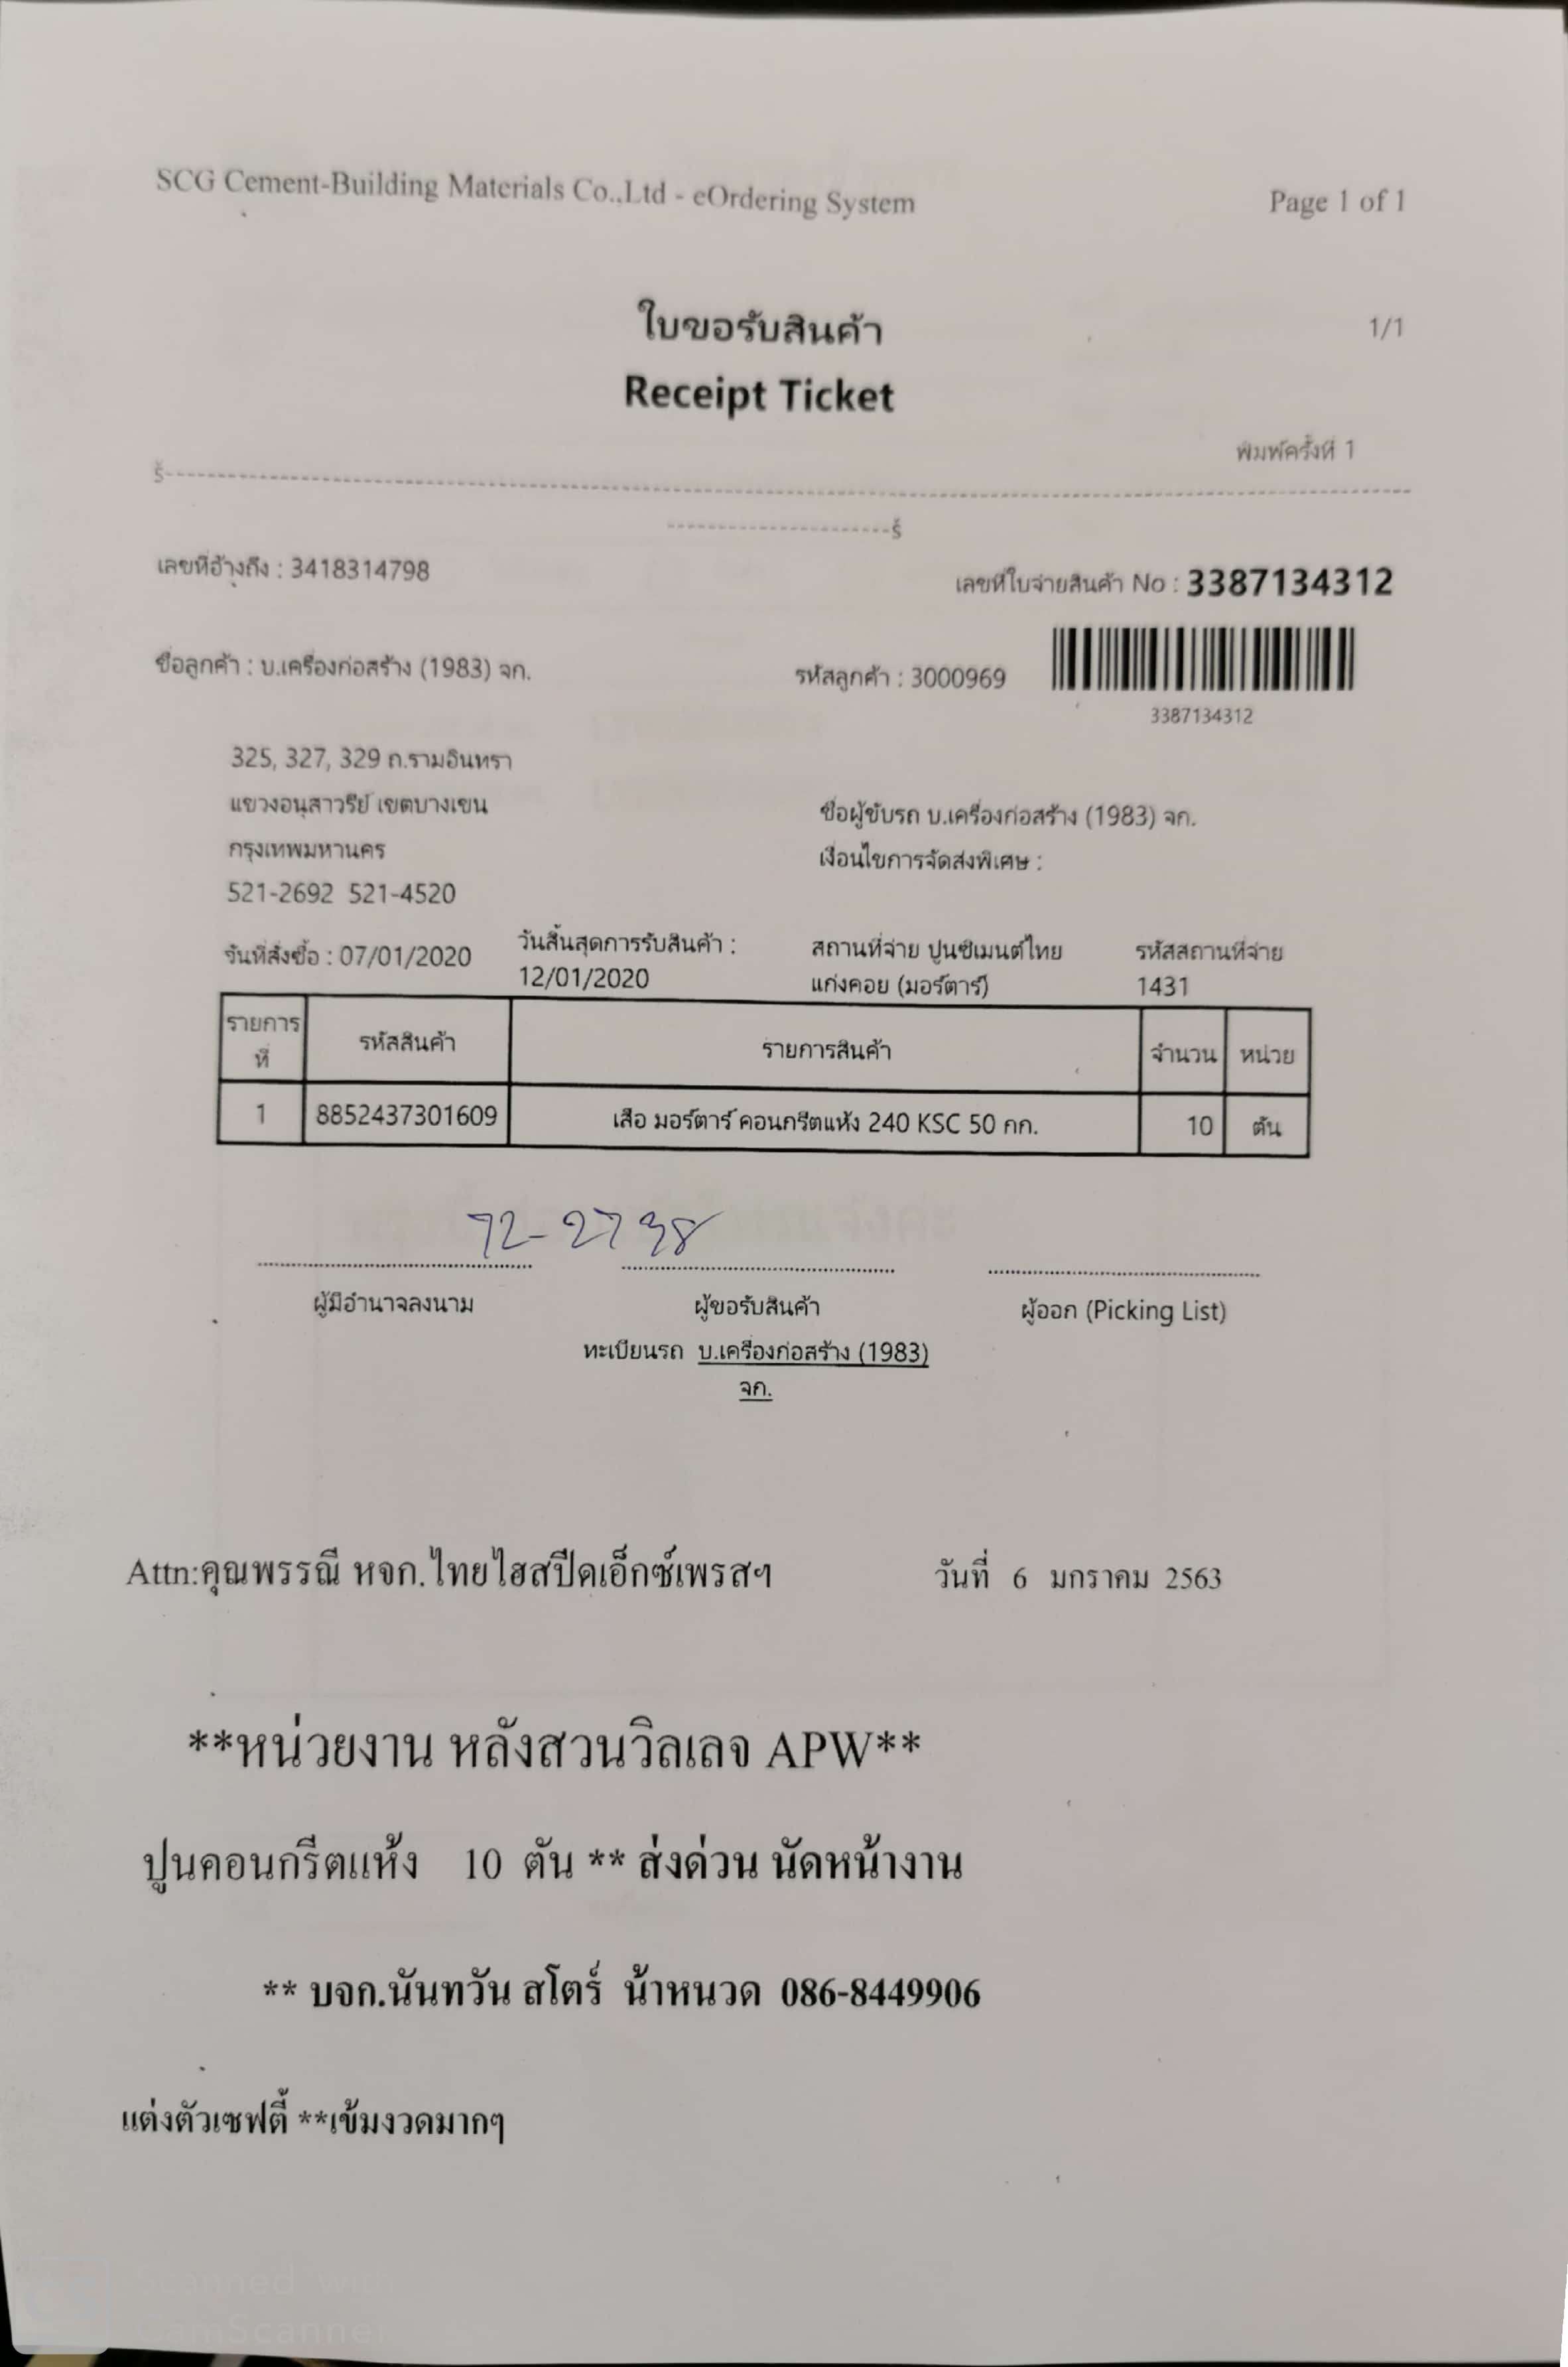 SCG Cement-Building Materials Co.,Ltd - eOrdering System
Page 1 of 1
ใบขอรับสินค้า
1/1
Receipt Ticket
พิมพ์ครั้งที่ 1
ร้------------------------------------------------------------------------
----------------------ร้
เลขที่อ้างถึง : 3418314798
เลขที่ใบจ่ายสินค้า No : 3387134312
ชื่อลูกค้า : บ.เครื่องก่อสร้าง (1983) จก.
รหัสลูกค้า : 3000969
3387134312
325, 327, 329 ถ.รามอินทรา
แขวงอนุสาวรีย์ เขตบางเขน
ชื่อผู้ขับรถ บ.เครื่องก่อสร้าง (1983) จก.
กรุงเทพมหานคร
เงื่อนไขการจัดส่งพิเศษ :
521-2692 521-4520
วันที่สั่งซื้อ : 07/01/2020
วันสิ้นสุดการรับสินค้า :
12/01/2020
สถานที่จ่าย ปูนซิเมนต์ไทย
แก่งคอย (มอร์ตาร์)
รหัสสถานที่จ่าย
1431
รายการที่ รหัสสินค้า รายการสินค้า จำนวน หน่วย
1 8852437301609 เสือ มอร์ตาร์ คอนกรีตแห้ง 240 KSC 50 กก. 10 ตัน
72-2738
ผู้มีอำนาจลงนาม
ผู้ขอรับสินค้า
ผู้ออก (Picking List)
ทะเบียนรถ บ.เครื่องก่อสร้าง (1983)
จก.
Attn:คุณพรรณี หจก.ไทยไฮสปีดเอ็กซ์เพรสฯ
วันที่ 6 มกราคม 2563
**หน่วยงาน หลังสวนวิลเลจ APW**
ปูนคอนกรีตแห้ง 10 ตัน ** ส่งด่วน นัดหน้างาน
** บจก.นันทวัน สโตร์ น้าหนวด 086-8449906
แต่งตัวเซฟตี้ **เข้มงวดมากๆ
Scanned with
CamScanner